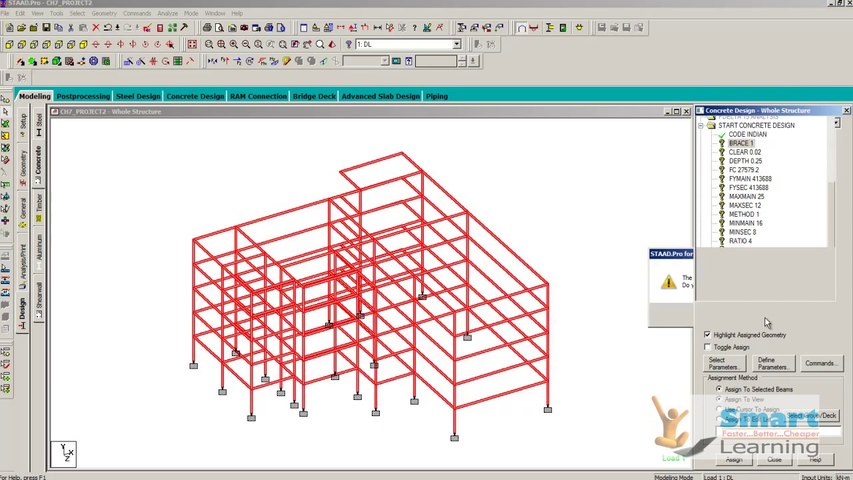 STAAD.Pro - CH7_PROJECT2
File Edit View Tools Select Geometry Commands Analyze Mode Window Help
1: DL
Modeling Postprocessing Steel Design Concrete Design RAM Connection Bridge Deck Advanced Slab Design Piping
CH7_PROJECT2 - Whole Structure
Concrete Design - Whole Structure
START CONCRETE DESIGN
CODE INDIAN
BRACE 1
CLEAR 0.02
DEPTH 0.25
FC 27579.2
FYMAIN 413688
FYSEC 413688
MAXMAIN 25
MAXSEC 12
METHOD 1
MINMAIN 16
MINSEC 8
RATIO 4
Setup
Geometry
General
Analysis/Print
Design
Steel
Concrete
Timber
Aluminum
Shearwall
STAAD.Pro for
The
Do y
Highlight Assigned Geometry
Toggle Assign
Select Parameters...
Define Parameters...
Commands...
Assignment Method
Assign To Selected Beams
Assign To View
Use Cursor To Assign
Assign To Edit List
Select Group/Deck
Smart
Faster...Better...Cheaper
Learning
Assign Close Help
Y
X
Z
Load 1
For Help, press F1
Modeling Mode
Load 1 : DL
Input Units: kN-m